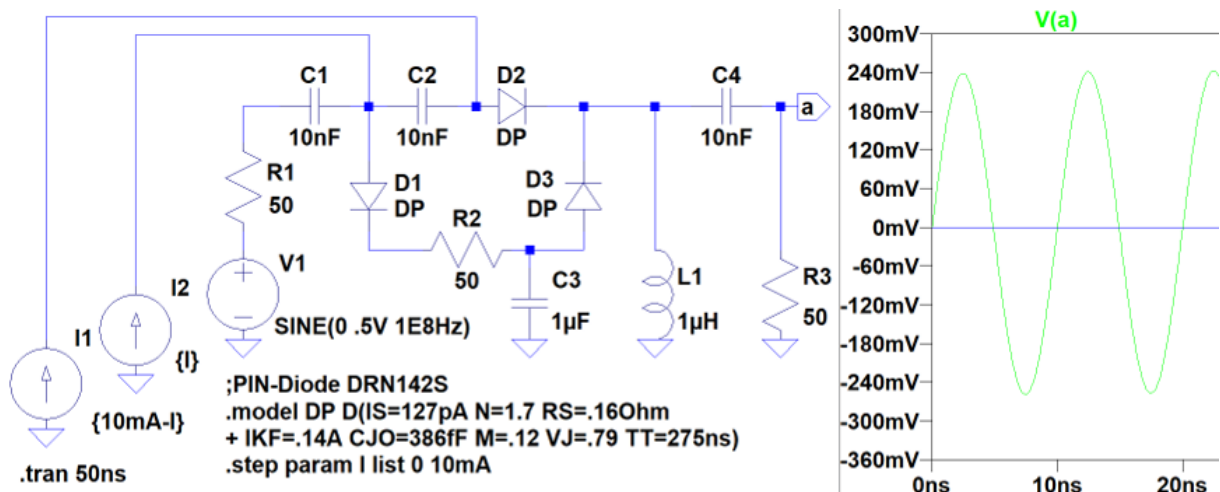 V(a)
300mV
240mV
180mV
120mV
60mV
0mV
-60mV
-120mV
-180mV
-240mV
-300mV
-360mV
0ns
10ns
20ns
C1
10nF
C2
10nF
D2
DP
C4
10nF
a
R1
50
D1
DP
R2
50
D3
DP
V1
SINE(0 .5V 1E8Hz)
C3
1µF
L1
1µH
R3
50
I2
{I}
I1
{10mA-I}
;PIN-Diode DRN142S
.model DP D(IS=127pA N=1.7 RS=.16Ohm
+ IKF=.14A CJO=386fF M=.12 VJ=.79 TT=275ns)
.step param I list 0 10mA
.tran 50ns